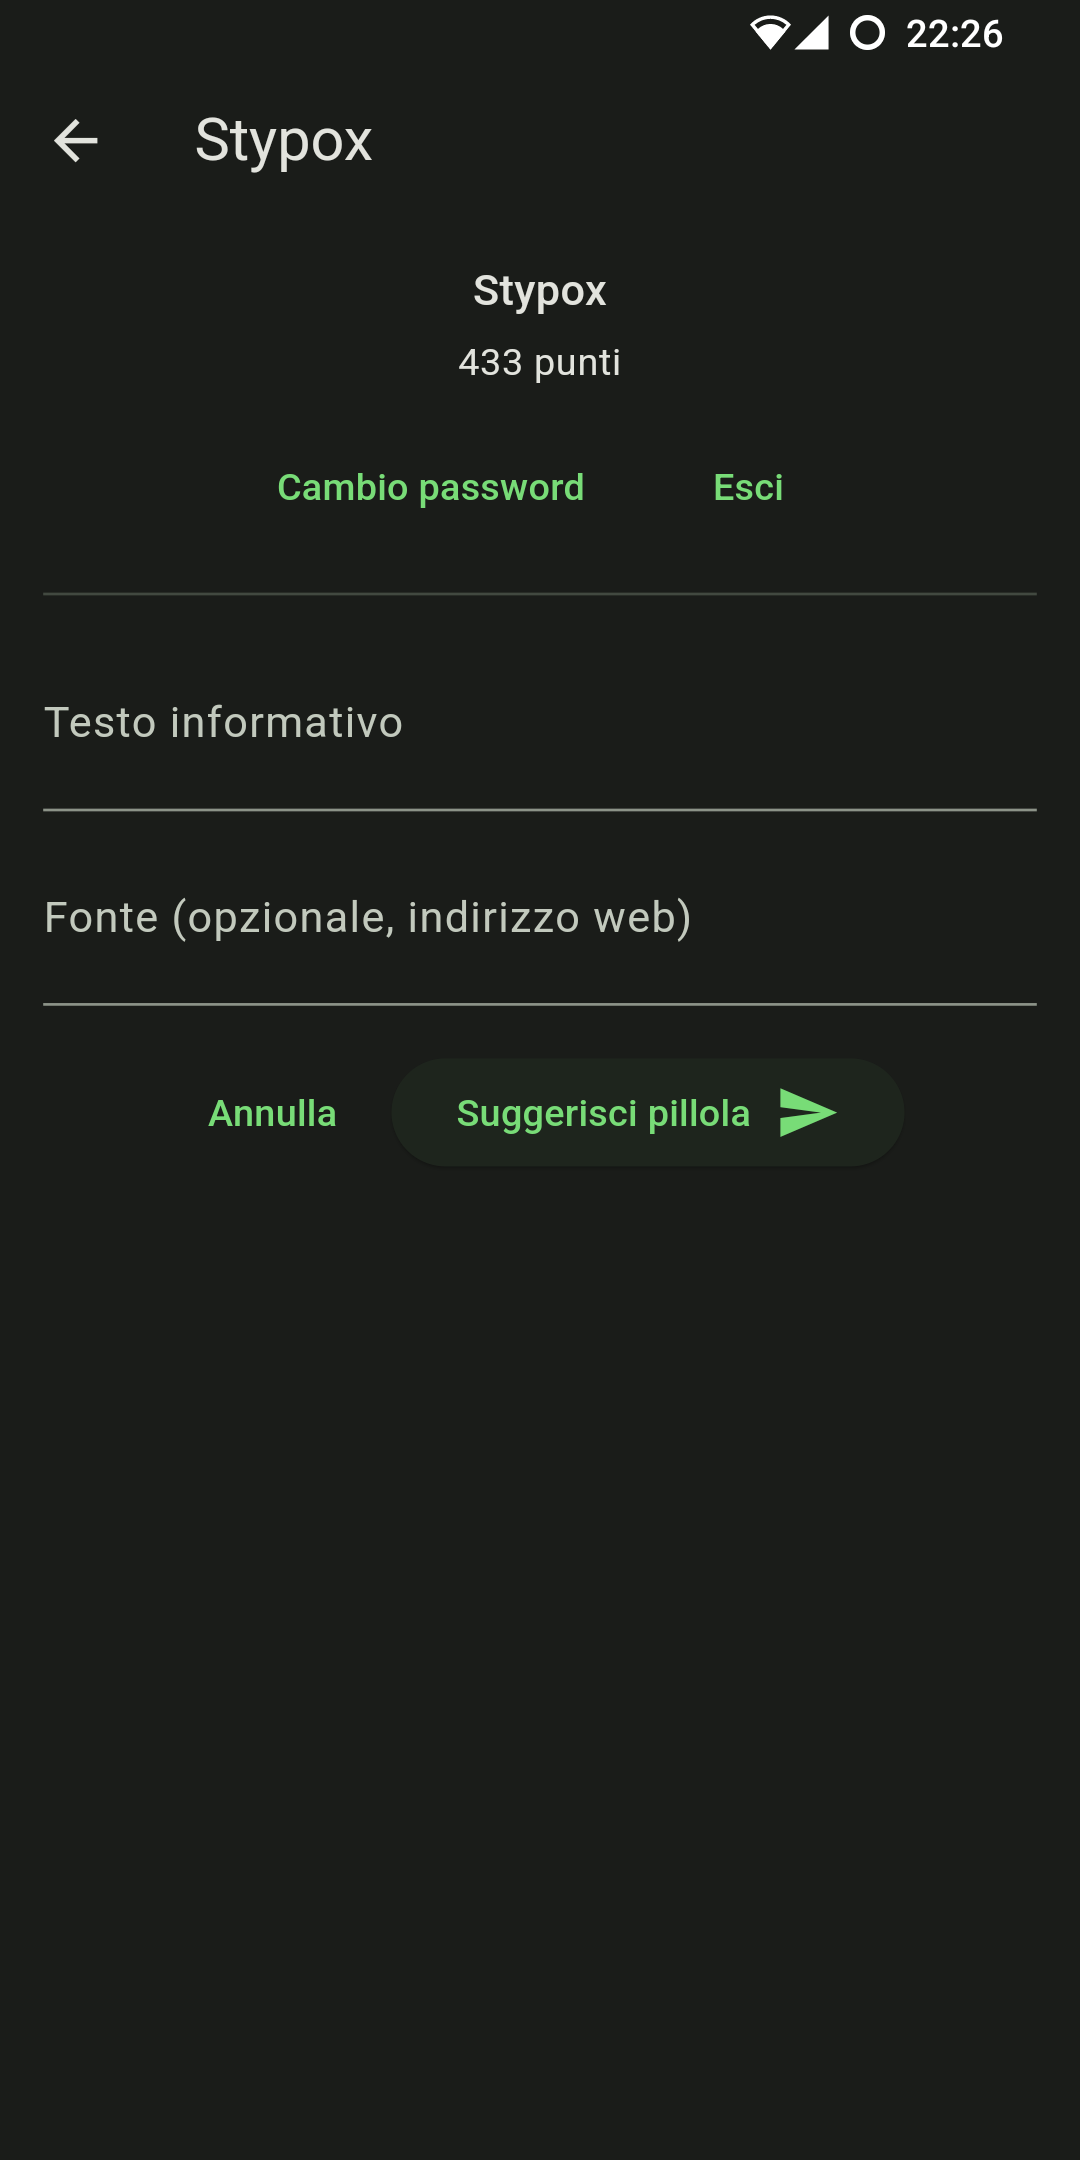 22:26
Stypox
Stypox
433 punti
Cambio password Esci
Testo informativo
Fonte (opzionale, indirizzo web)
Annulla Suggerisci pillola